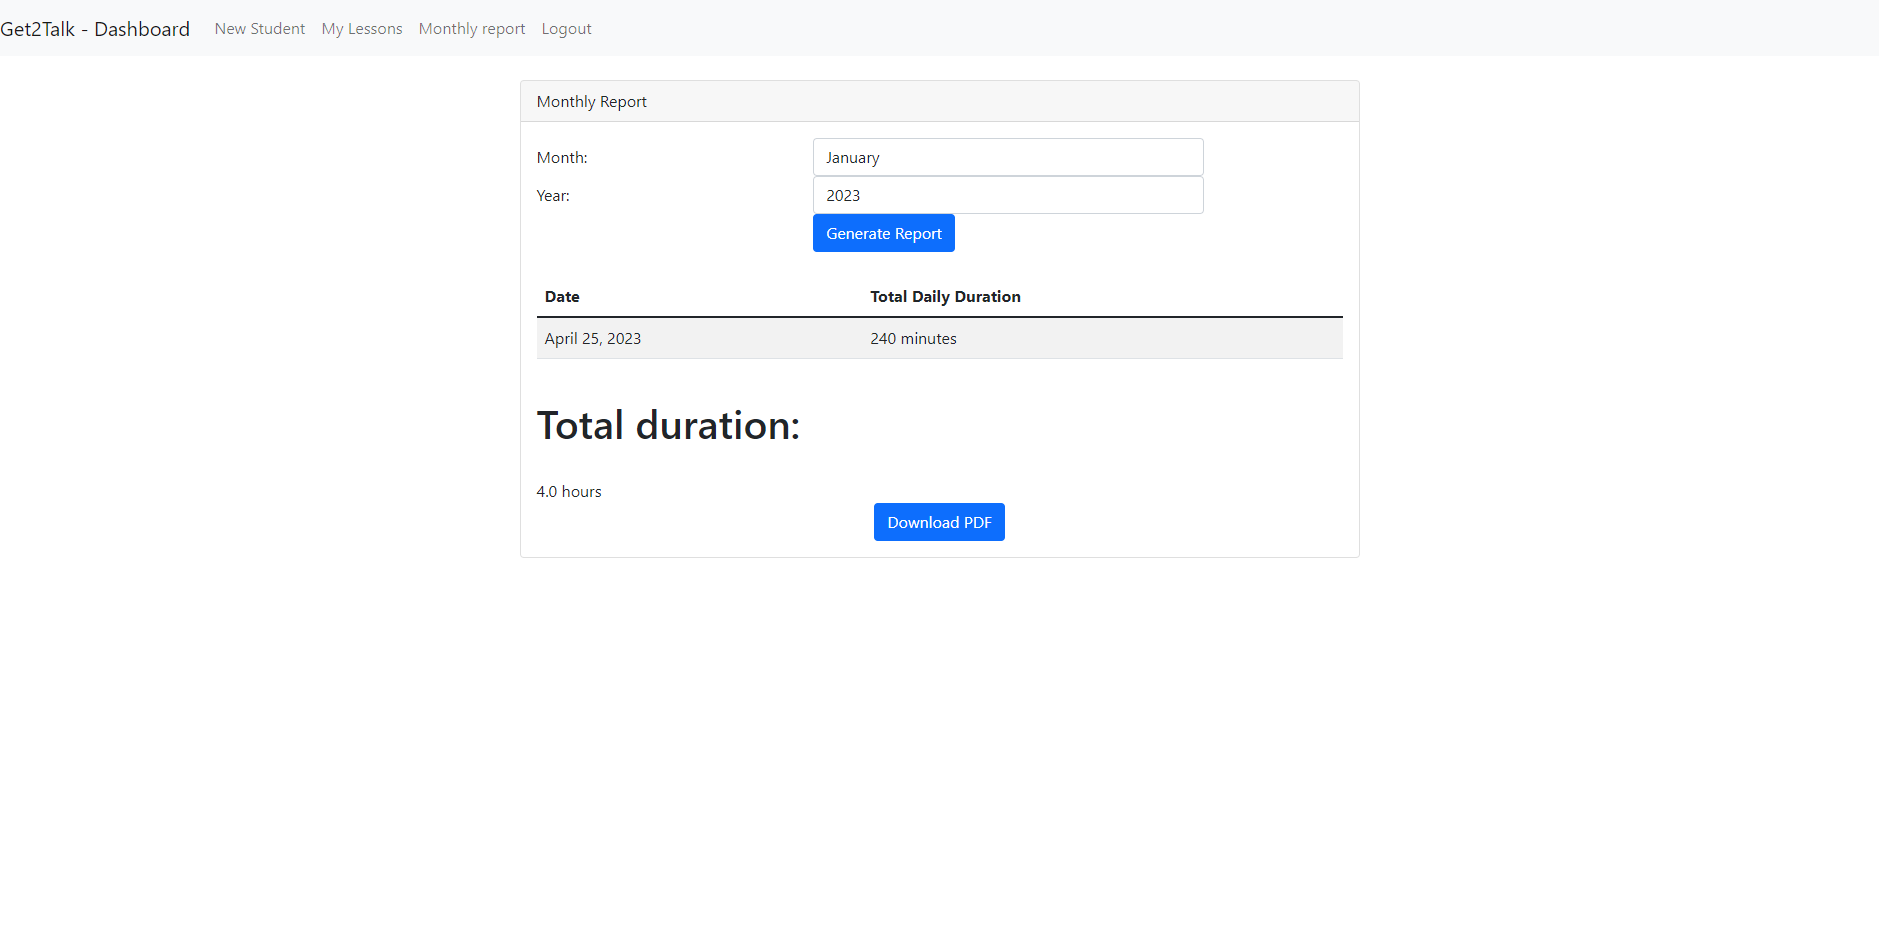 Get2Talk - Dashboard New Student My Lessons Monthly report Logout
Monthly Report
Month: January
Year: 2023
Generate Report
Date Total Daily Duration
April 25, 2023 240 minutes
Total duration:
4.0 hours
Download PDF